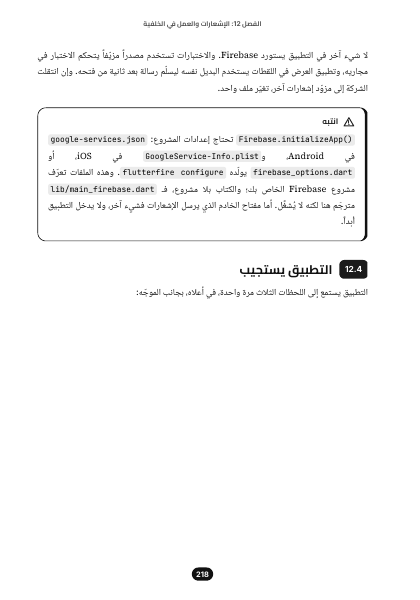 الفصل 12: الإشعارات والعمل في الخلفية
لا شيء آخر في التطبيق يستورد Firebase. والاختبارات تستخدم مصدراً مزيّفاً يتحكم الاختبار في
مجاريه، وتطبيق العرض في اللقطات يستخدم البديل نفسه ليسلّم رسالة بعد ثانية من فتحه. وإن انتقلت
الشركة إلى مزوّد إشعارات آخر، تغيّر ملف واحد.
انتبه
Firebase.initializeApp() تحتاج إعدادات المشروع: google-services.json
في Android، و GoogleService-Info.plist في iOS، أو
firebase_options.dart يولّده flutterfire configure. وهذه الملفات تعرّف
مشروع Firebase الخاص بك؛ والكتاب بلا مشروع، فـ lib/main_firebase.dart
مترجَم هنا لكنه لا يُشغَّل. أما مفتاح الخادم الذي يرسل الإشعارات فشيء آخر، ولا يدخل التطبيق
أبداً.
12.4 التطبيق يستجيب
التطبيق يستمع إلى اللحظات الثلاث مرة واحدة، في أعلاه، بجانب الموجّه:
218